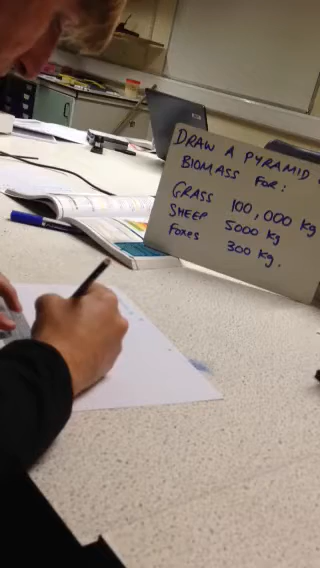 DRAW A PYRAMID
BIOMASS FOR:
GRASS 100,000 kg
SHEEP 5000 kg
FOXES 300 kg.